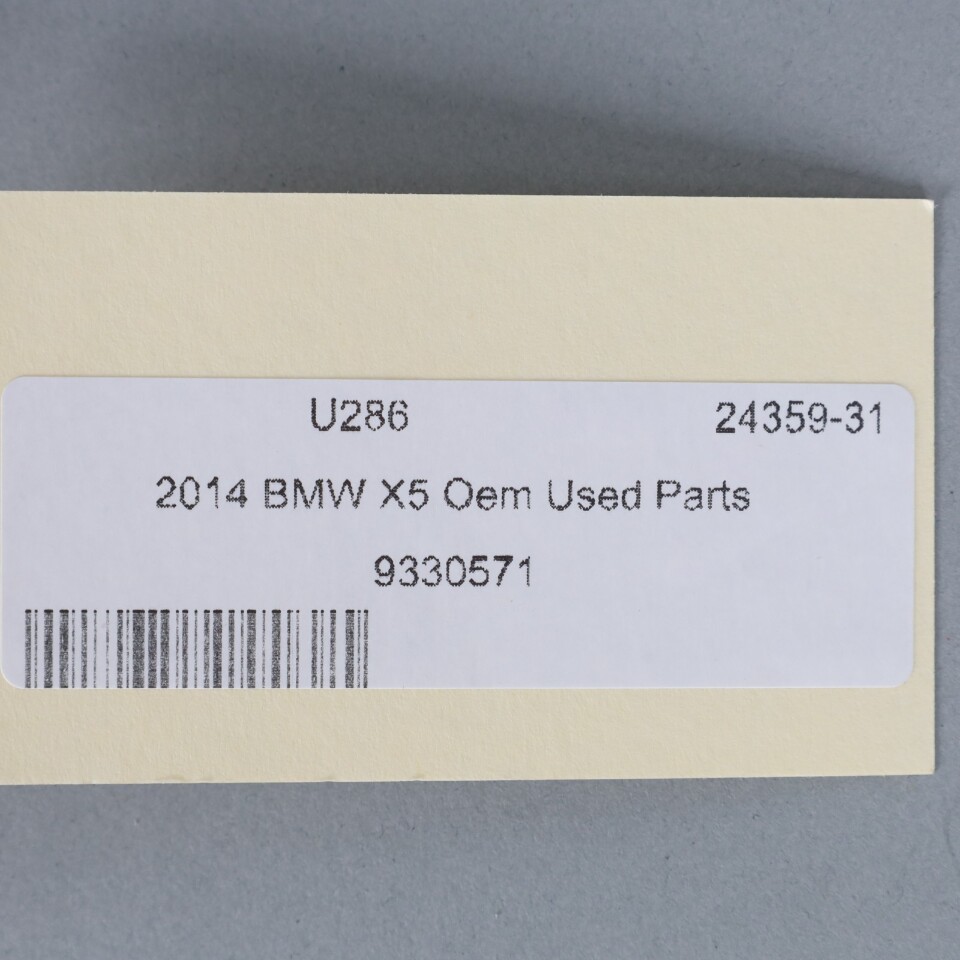 U286 24359-31
2014 BMW X5 Oem Used Parts
9330571